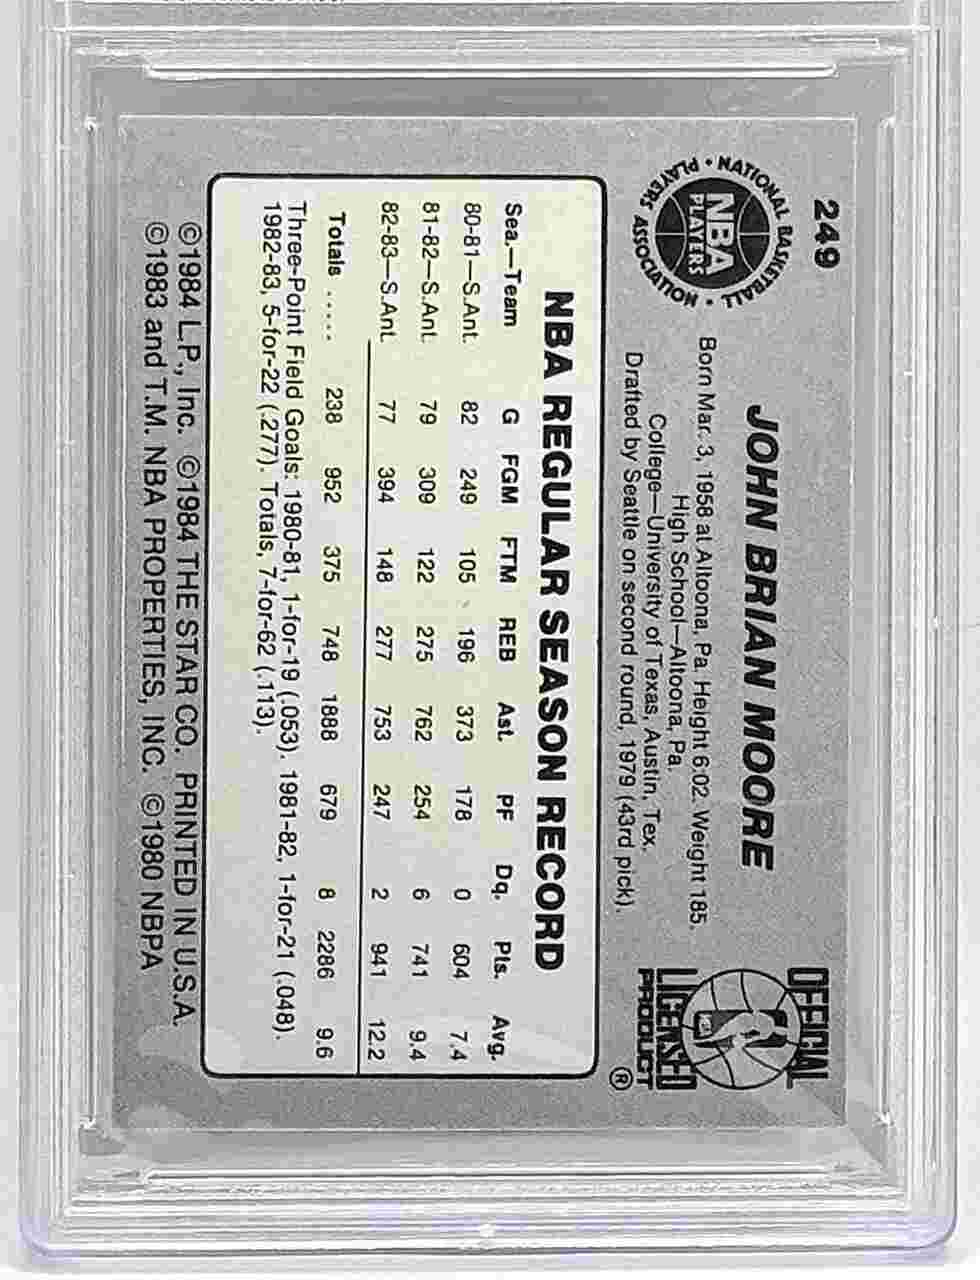 249
NATIONAL BASKETBALL PLAYERS ASSOCIATION
NBA
PLAYERS
JOHN BRIAN MOORE
Born Mar. 3, 1958 at Altoona, Pa. Height 6:02. Weight 185.
High School—Altoona, Pa.
College—University of Texas, Austin, Tex.
Drafted by Seattle on second round, 1979 (43rd pick).
OFFICIAL
LICENSED
PRODUCT
®
NBA REGULAR SEASON RECORD
Sea.—Team G FGM FTM REB Ast. PF Dq. Pts. Avg.
80-81—S.Ant. 82 249 105 196 373 178 0 604 7.4
81-82—S.Ant. 79 309 122 275 762 254 6 741 9.4
82-83—S.Ant. 77 394 148 277 753 247 2 941 12.2
Totals ..... 238 952 375 748 1888 679 8 2286 9.6
Three-Point Field Goals: 1980-81, 1-for-19 (.053). 1981-82, 1-for-21 (.048).
1982-83, 5-for-22 (.277). Totals, 7-for-62 (.113).
©1984 L.P., Inc. ©1984 THE STAR CO. PRINTED IN U.S.A.
©1983 and T.M. NBA PROPERTIES, INC. ©1980 NBPA